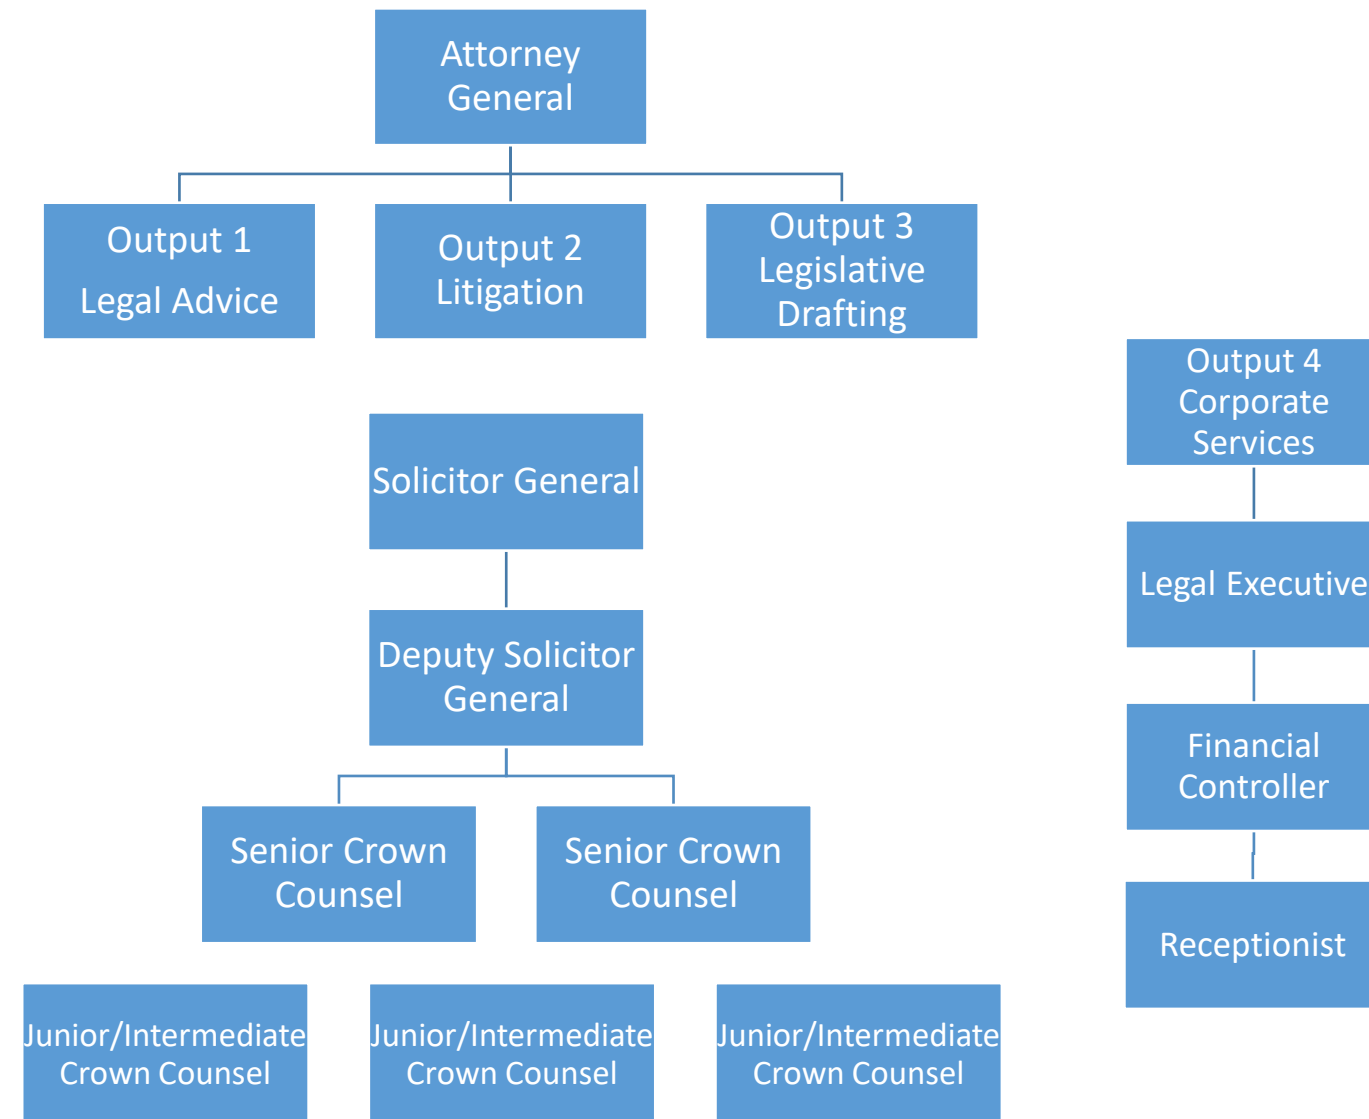 Attorney
General
Output 1
Legal Advice
Output 2
Litigation
Output 3
Legislative
Drafting
Output 4
Corporate
Services
Solicitor General
Legal Executive
Deputy Solicitor
General
Financial
Controller
Senior Crown
Counsel
Senior Crown
Counsel
Receptionist
Junior/Intermediate
Crown Counsel
Junior/Intermediate
Crown Counsel
Junior/Intermediate
Crown Counsel